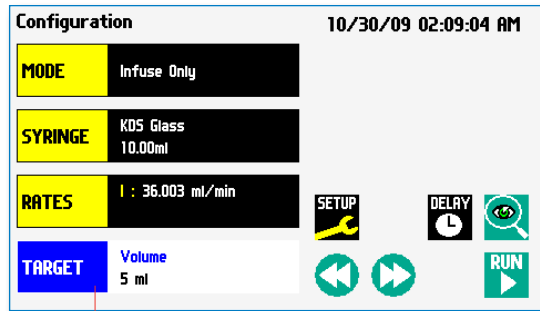 Configuration 10/30/09 02:09:04 AM
MODE Infuse Only
SYRINGE KDS Glass
10.00ml
RATES I : 36.003 ml/min
SETUP DELAY
TARGET Volume
5 ml
RUN